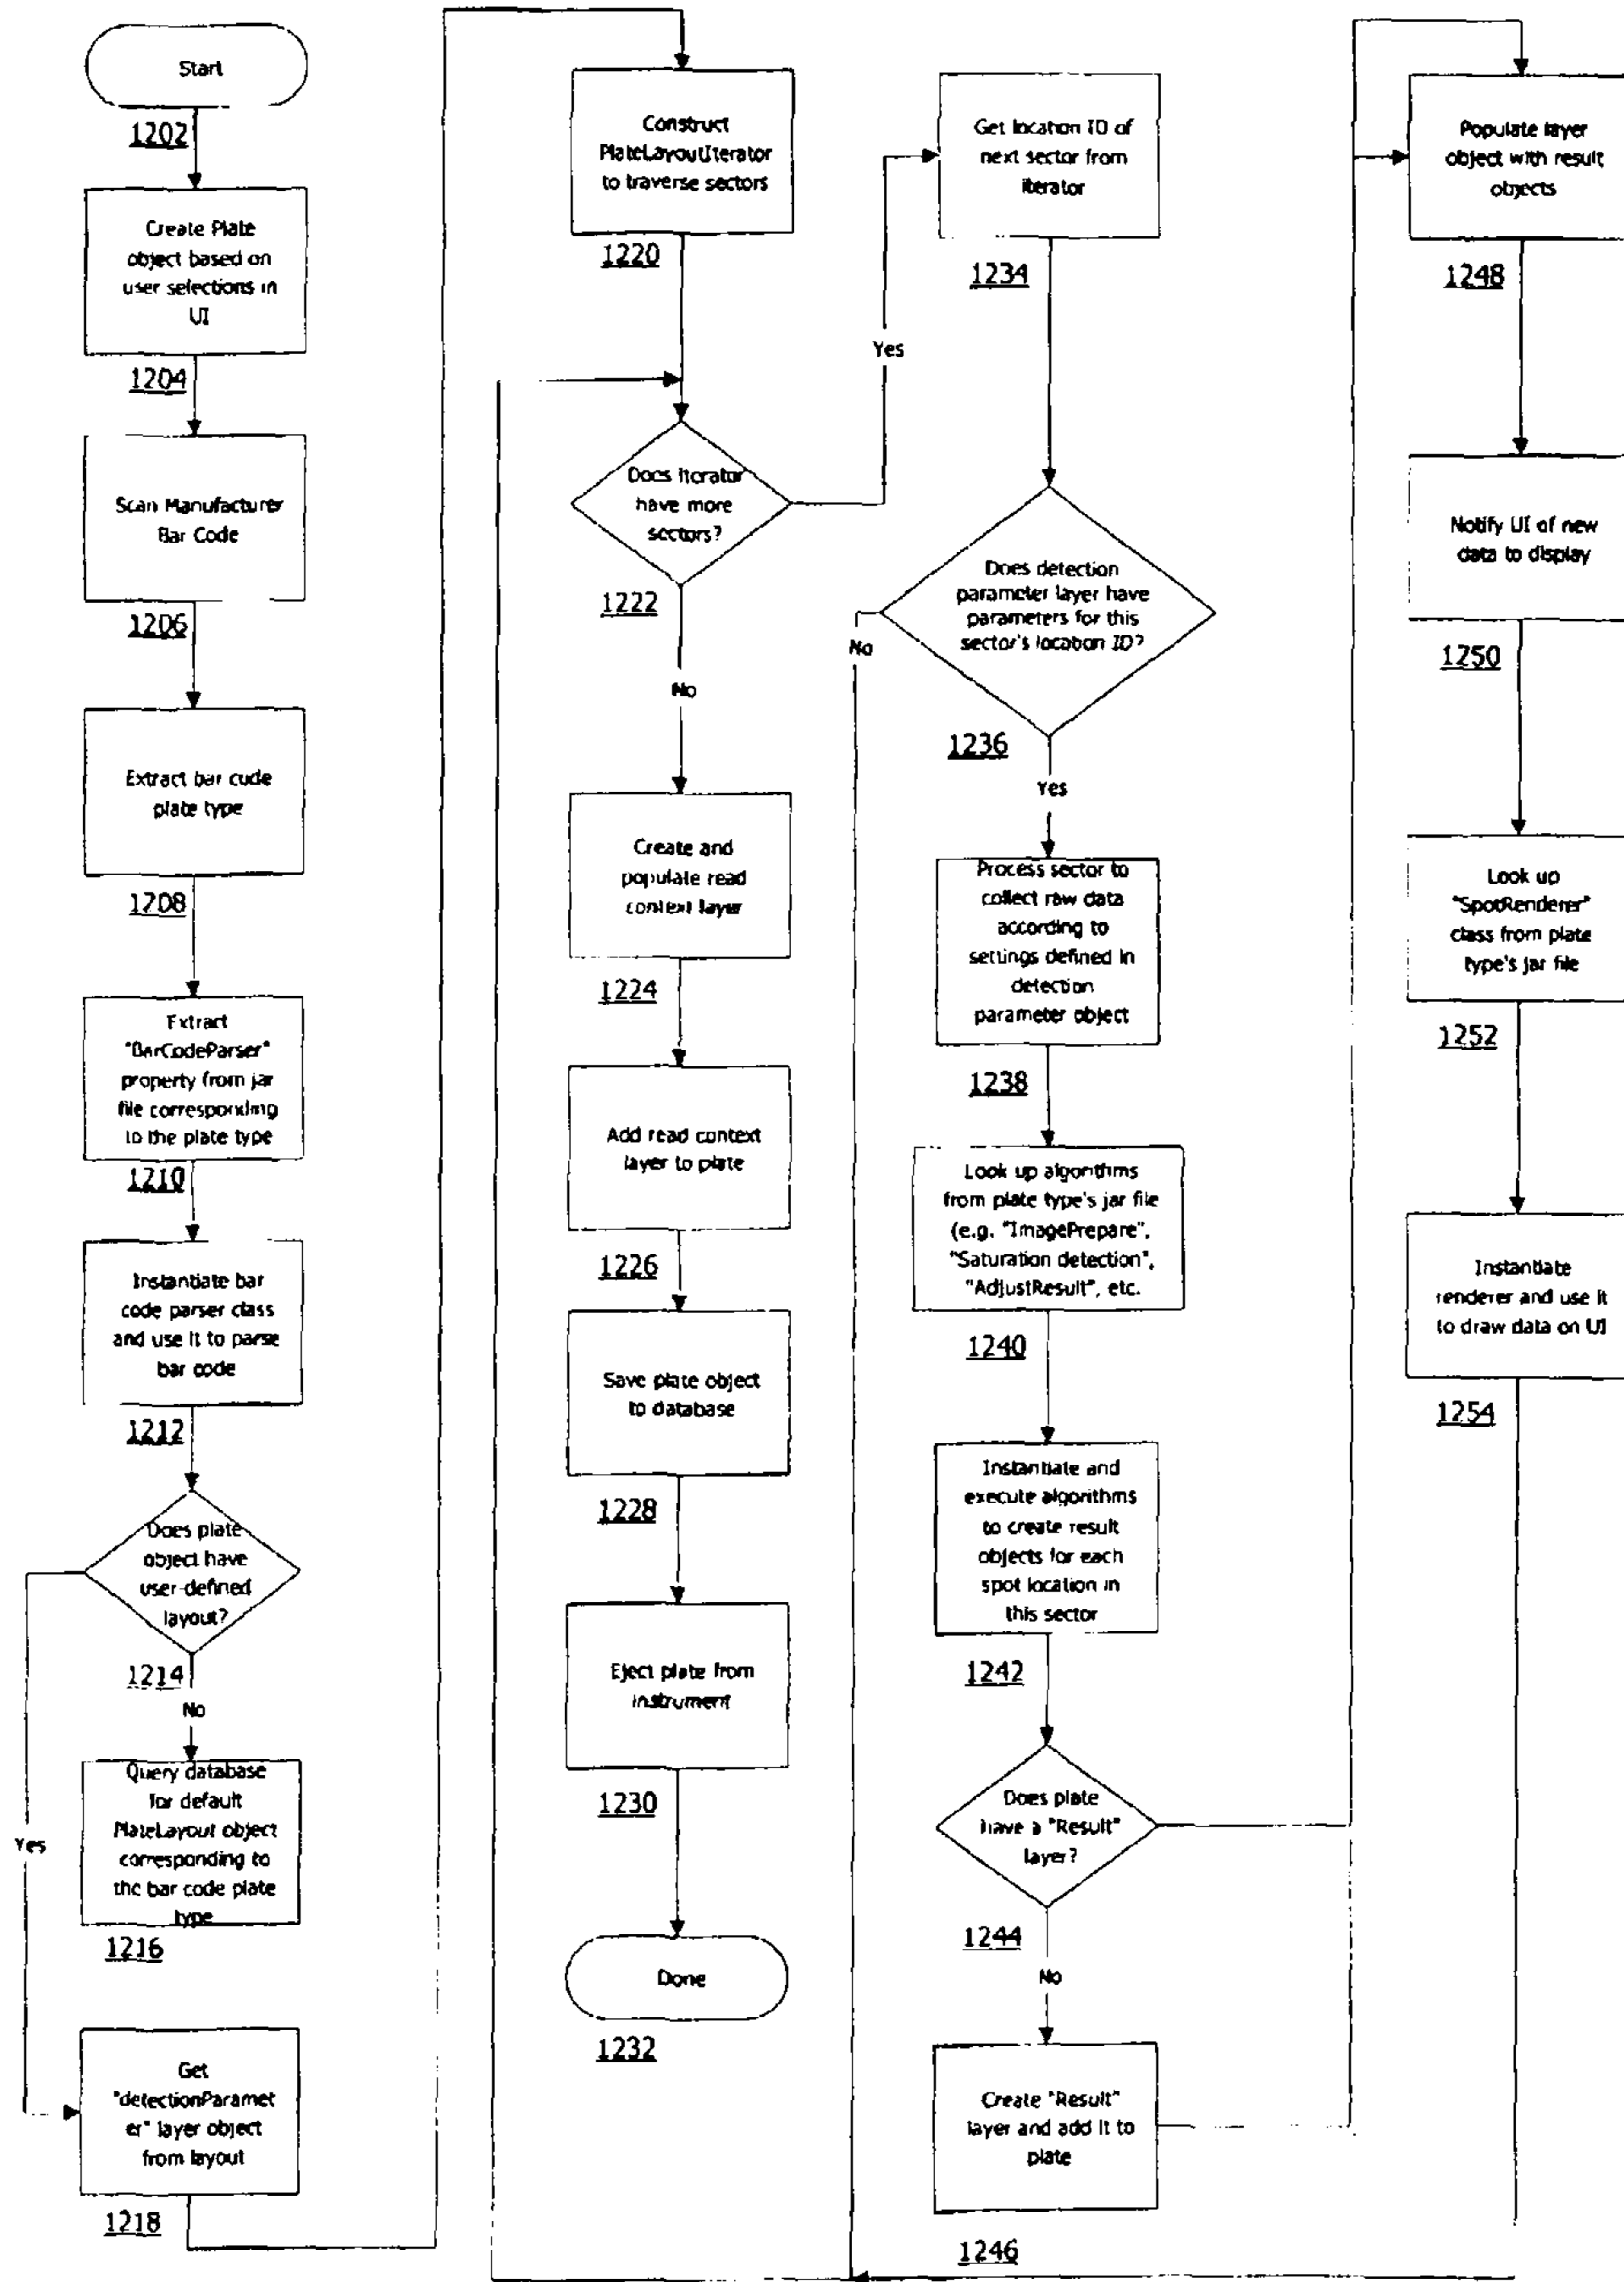 Start
1202
Create Plate
object based on
user selections in
UI
1204
Scan Manufacturer
Bar Code
1206
Extract bar code
plate type
1208
Extract
"BarCodeParser"
property from jar
file corresponding
to the plate type
1210
Instantiate bar
code parser class
and use it to parse
bar code
1212
Does plate
object have
user-defined
layout?
1214
No
Yes
Query database
for default
PlateLayout object
corresponding to
the bar code plate
type
1216
Get
"detectionParamet
er" layer object
from layout
1218
Construct
PlateLayoutIterator
to traverse sectors
1220
Does iterator
have more
sectors?
1222
Yes
No
Create and
populate read
context layer
1224
Add read context
layer to plate
1226
Save plate object
to database
1228
Eject plate from
instrument
1230
Done
1232
Get location ID of
next sector from
iterator
1234
Does detection
parameter layer have
parameters for this
sector's location ID?
No
1236
Yes
Process sector to
collect raw data
according to
settings defined in
detection
parameter object
1238
Look up algorithms
from plate type's jar file
(e.g. "ImagePrepare",
"Saturation detection",
"AdjustResult", etc.
1240
Instantiate and
execute algorithms
to create result
objects for each
spot location in
this sector
1242
Does plate
have a "Result"
layer?
1244
No
Create "Result"
layer and add it to
plate
1246
Populate layer
object with result
objects
1248
Notify UI of new
data to display
1250
Look up
"SpotRenderer"
class from plate
type's jar file
1252
Instantiate
renderer and use it
to draw data on UI
1254